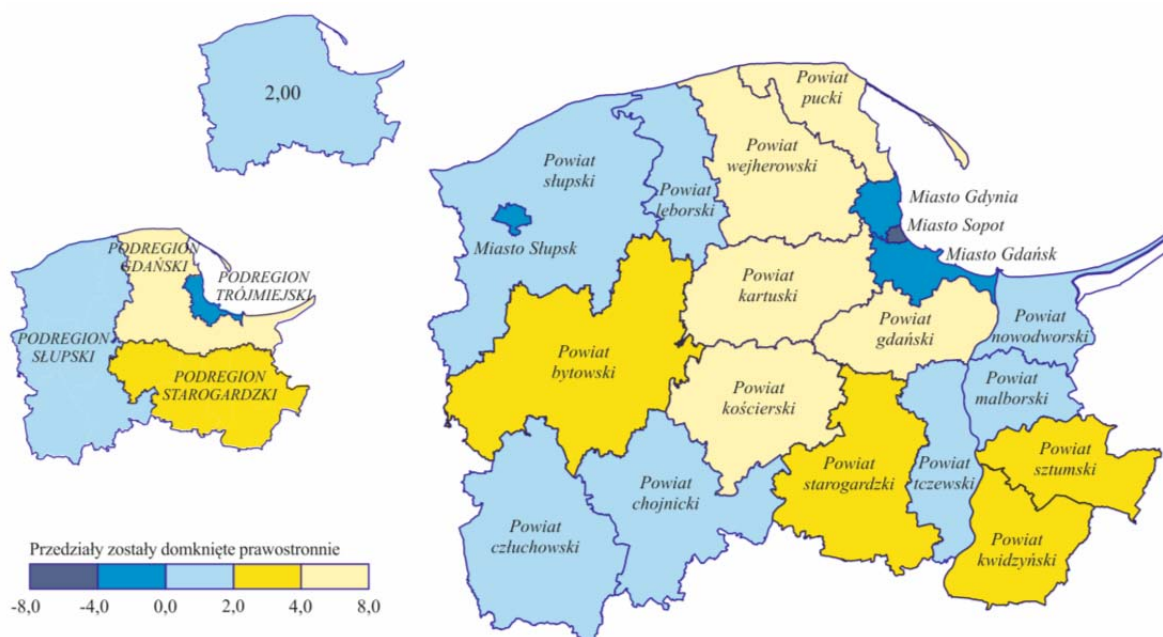 2,00
PODREGION
GDAŃSKI
PODREGION
TRÓJMIEJSKI
PODREGION
SŁUPSKI
PODREGION
STAROGARDZKI
Przedziały zostały domknięte prawostronnie
-8,0 -4,0 0,0 2,0 4,0 8,0
Powiat
pucki
Powiat
wejherowski
Powiat
słupski
Powiat
lęborski
Miasto Gdynia
Miasto Sopot
Miasto Gdańsk
Miasto Słupsk
Powiat
kartuski
Powiat
gdański
Powiat
nowodworski
Powiat
bytowski
Powiat
kościerski
Powiat
malborski
Powiat
starogardzki
Powiat
tczewski
Powiat
sztumski
Powiat
chojnicki
Powiat
człuchowski
Powiat
kwidzyński